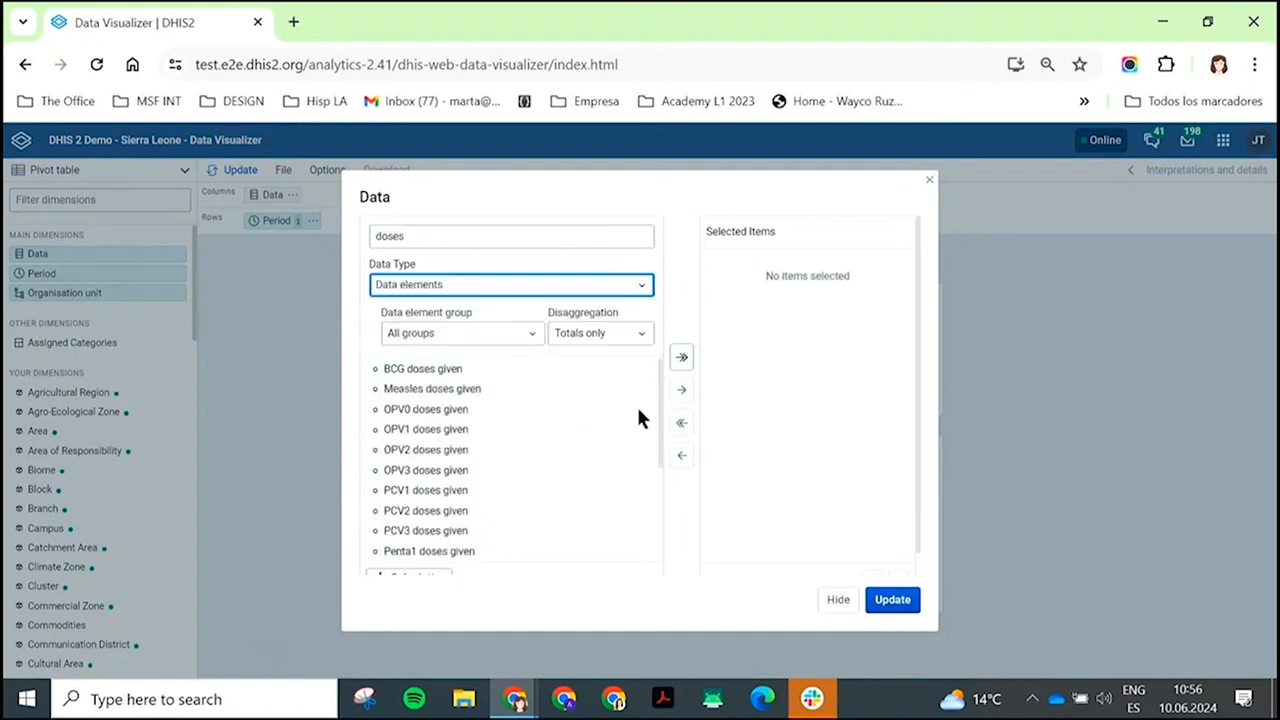 Data Visualizer | DHIS2
test.e2e.dhis2.org/analytics-2.41/dhis-web-data-visualizer/index.html
The Office
MSF INT
DESIGN
Hisp LA
Inbox (77) - marta@...
Empresa
Academy L1 2023
Home - Wayco Ruz...
Todos los marcadores
DHIS 2 Demo - Sierra Leone - Data Visualizer
Online
41
198
JT
Pivot table
Update
File
Options
Download
Interpretations and details
Filter dimensions
Columns
Data
Rows
Period 1
MAIN DIMENSIONS
Data
Period
Organisation unit
OTHER DIMENSIONS
Assigned Categories
YOUR DIMENSIONS
Agricultural Region
Agro-Ecological Zone
Area
Area of Responsibility
Biome
Block
Branch
Campus
Catchment Area
Climate Zone
Cluster
Commercial Zone
Commodities
Communication District
Cultural Area
Data
doses
Data Type
Data elements
Data element group
Disaggregation
All groups
Totals only
BCG doses given
Measles doses given
OPV0 doses given
OPV1 doses given
OPV2 doses given
OPV3 doses given
PCV1 doses given
PCV2 doses given
PCV3 doses given
Penta1 doses given
Selected Items
No items selected
Hide
Update
Type here to search
14°C
ENG
ES
10:56
10.06.2024